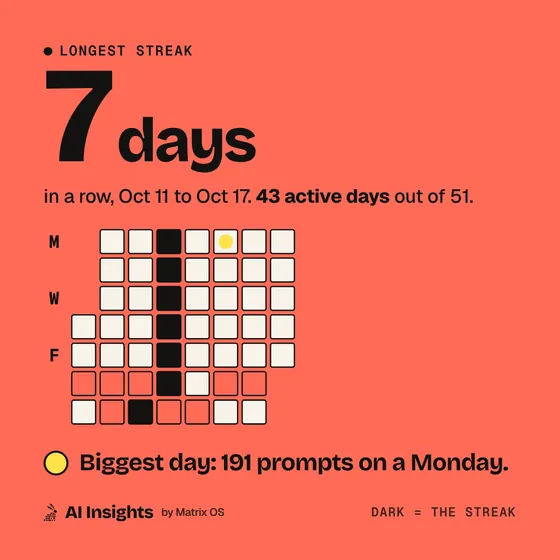 LONGEST STREAK
7 days
in a row, Oct 11 to Oct 17. 43 active days out of 51.
M
W
F
Biggest day: 191 prompts on a Monday.
AI Insights by Matrix OS
DARK = THE STREAK